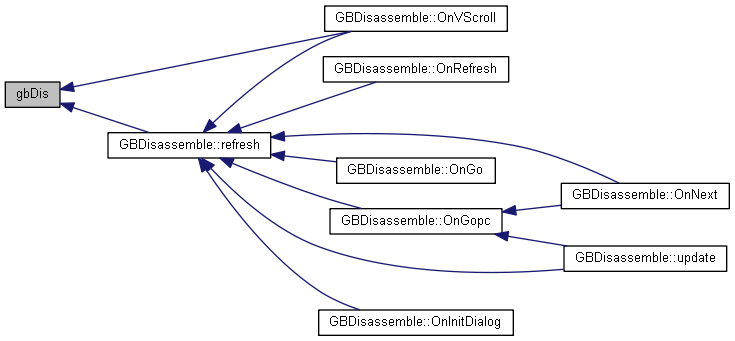 GBDisassemble::OnVScroll
GBDisassemble::OnRefresh
gbDis
GBDisassemble::refresh
GBDisassemble::OnGo
GBDisassemble::OnNext
GBDisassemble::OnGopc
GBDisassemble::update
GBDisassemble::OnInitDialog